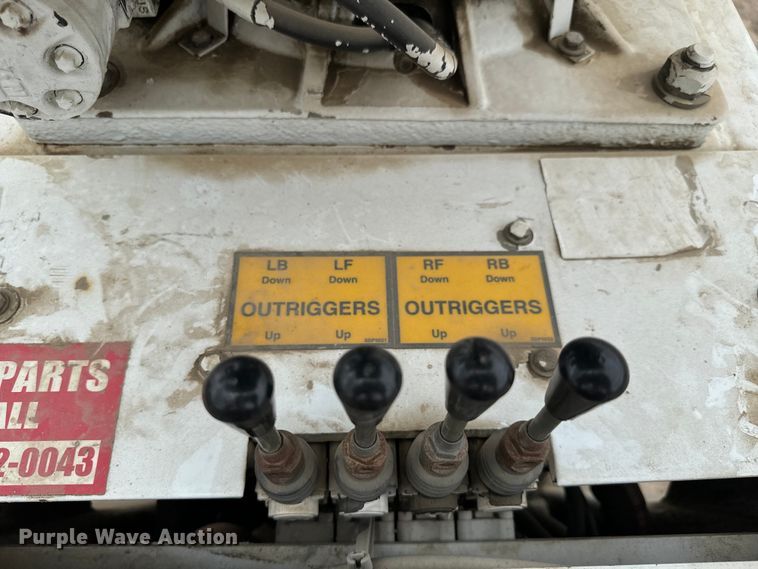 LB LF
Down Down
OUTRIGGERS
Up Up
RF RB
Down Down
OUTRIGGERS
Up Up
PARTS
ALL
2-0043
Purple Wave Auction